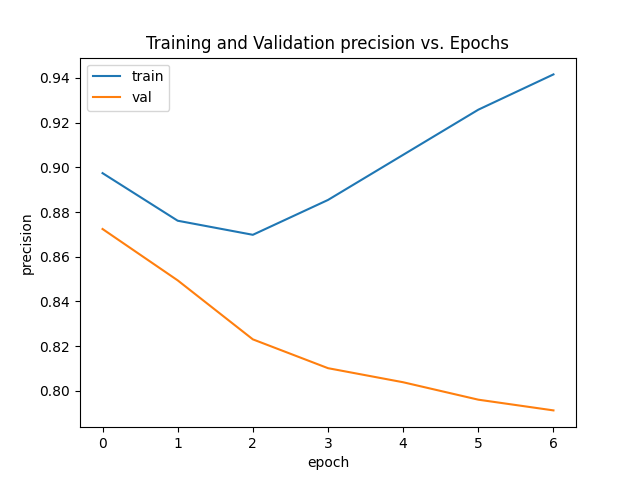 Training and Validation precision vs. Epochs
train
val
0.94
0.92
0.90
0.88
0.86
0.84
0.82
0.80
precision
0 1 2 3 4 5 6
epoch